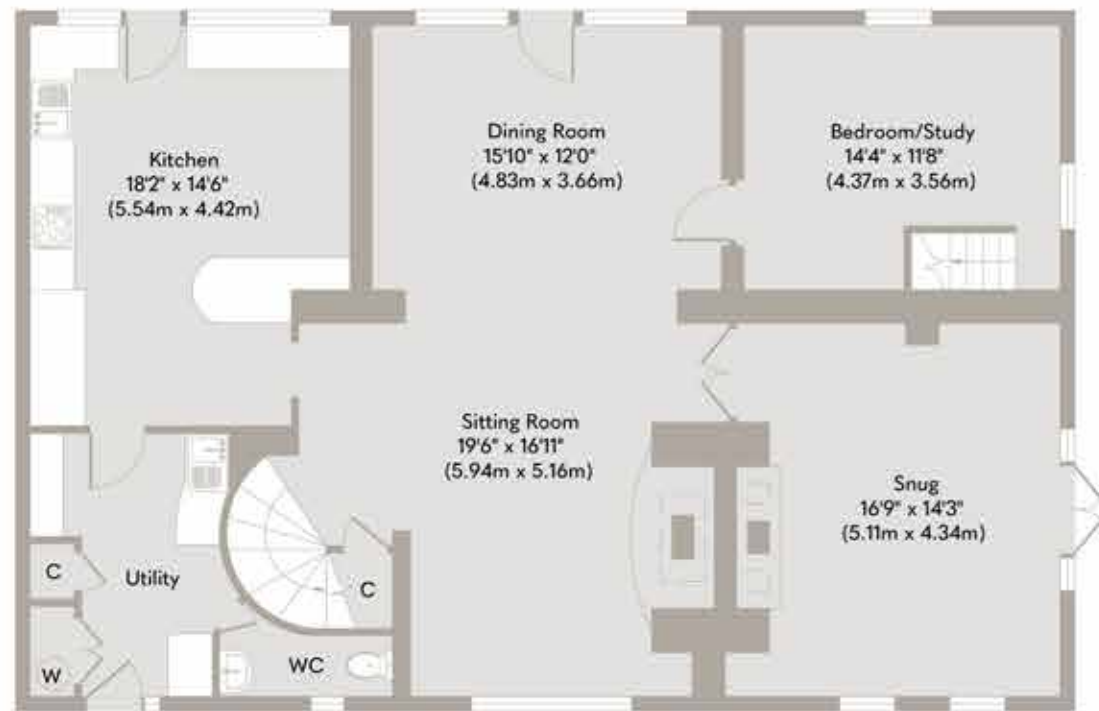 Kitchen
18'2" x 14'6"
(5.54m x 4.42m)
Dining Room
15'10" x 12'0"
(4.83m x 3.66m)
Bedroom/Study
14'4" x 11'8"
(4.37m x 3.56m)
Sitting Room
19'6" x 16'11"
(5.94m x 5.16m)
Snug
16'9" x 14'3"
(5.11m x 4.34m)
C
Utility
C
W
WC